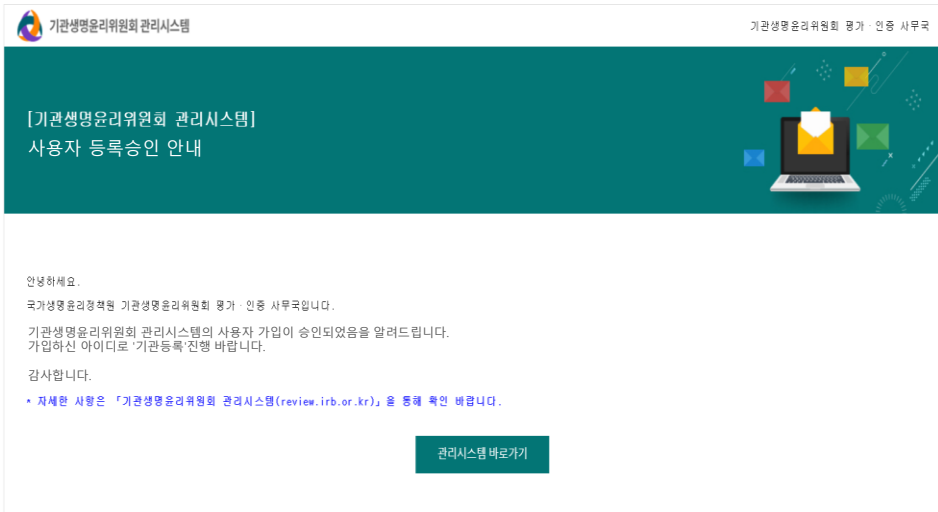 기관생명윤리위원회 관리시스템
기관생명윤리위원회 평가·인증 사무국
[기관생명윤리위원회 관리시스템]
사용자 등록승인 안내
안녕하세요.
국가생명윤리정책원 기관생명윤리위원회 평가·인증 사무국입니다.
기관생명윤리위원회 관리시스템의 사용자 가입이 승인되었음을 알려드립니다.
가입하신 아이디로 '기관등록'진행 바랍니다.
감사합니다.
* 자세한 사항은 「기관생명윤리위원회 관리시스템(review.irb.or.kr)」을 통해 확인 바랍니다.
관리시스템 바로가기